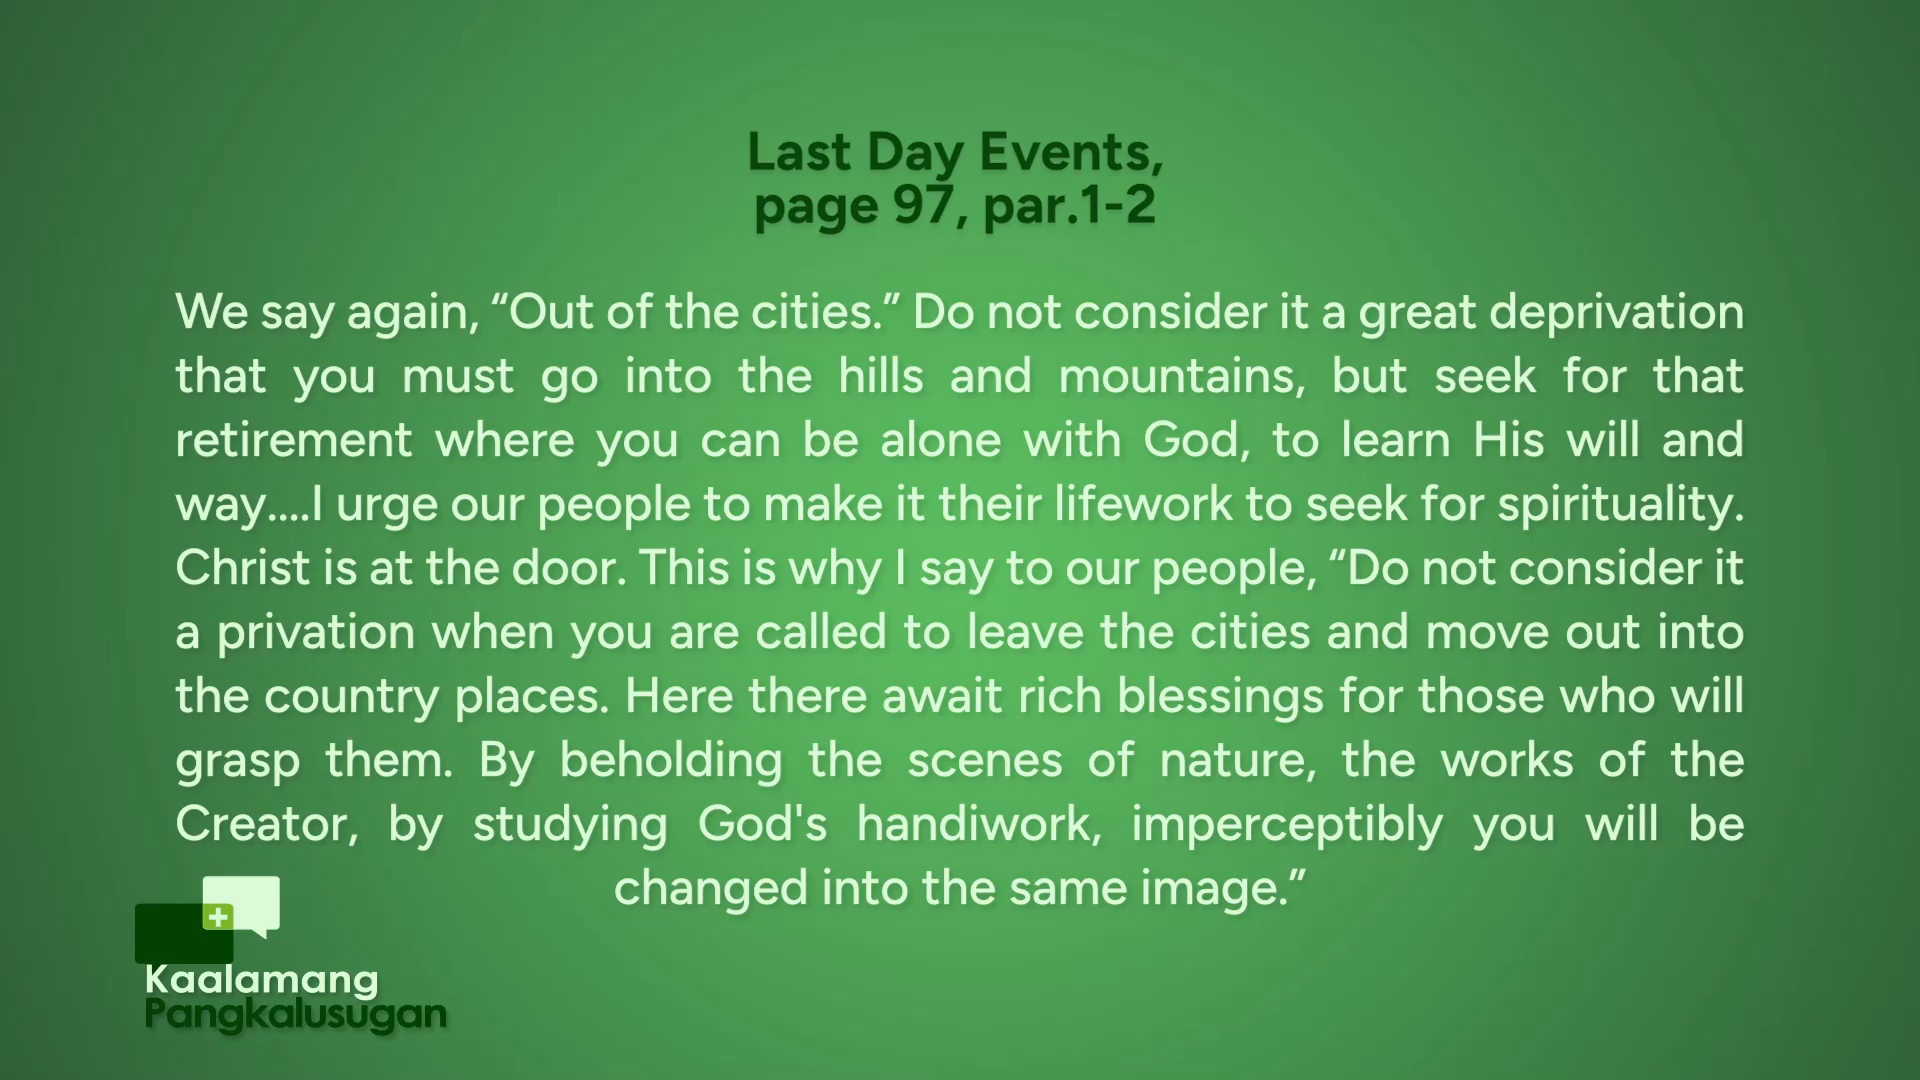 Last Day Events,
page 97, par.1-2
We say again, “Out of the cities.” Do not consider it a great deprivation
that you must go into the hills and mountains, but seek for that
retirement where you can be alone with God, to learn His will and
way....I urge our people to make it their lifework to seek for spirituality.
Christ is at the door. This is why I say to our people, “Do not consider it
a privation when you are called to leave the cities and move out into
the country places. Here there await rich blessings for those who will
grasp them. By beholding the scenes of nature, the works of the
Creator, by studying God's handiwork, imperceptibly you will be
changed into the same image.”
Kaalamang
Pangkalusugan